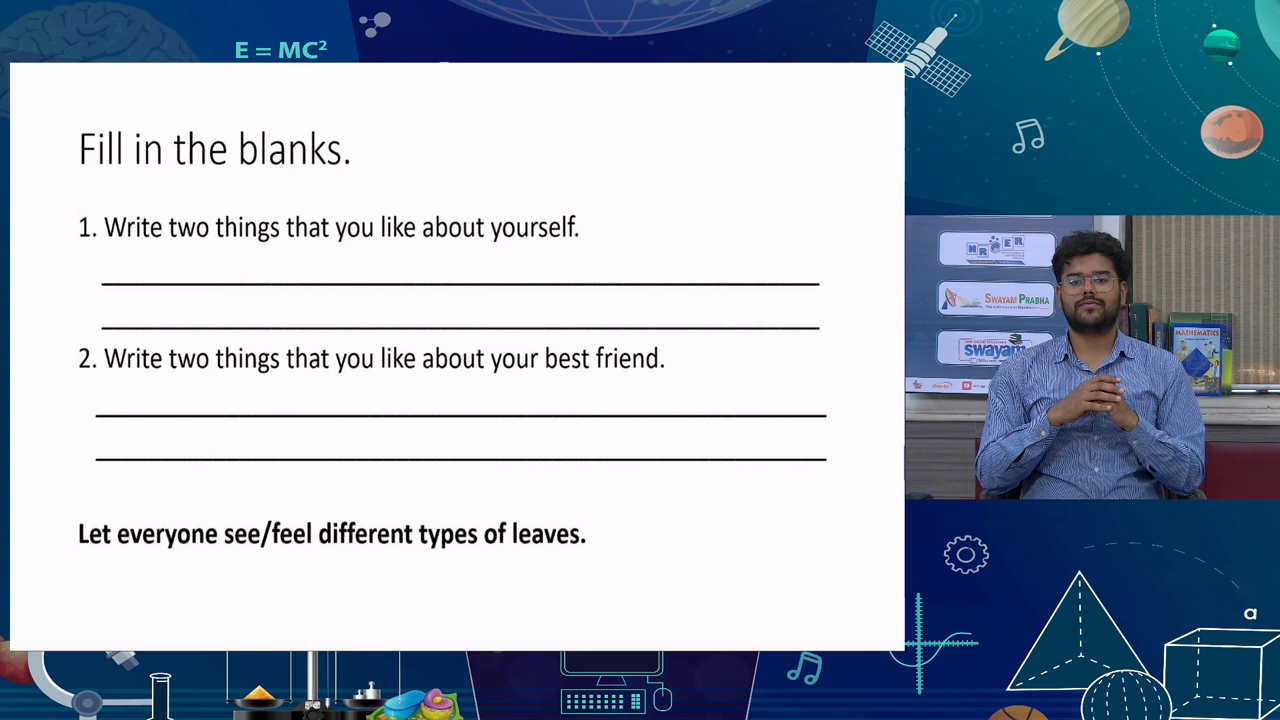 E = MC²
Fill in the blanks.
1. Write two things that you like about yourself.
2. Write two things that you like about your best friend.
Let everyone see/feel different types of leaves.
SWAYAM PRABHA
swayam
MATHEMATICS
a